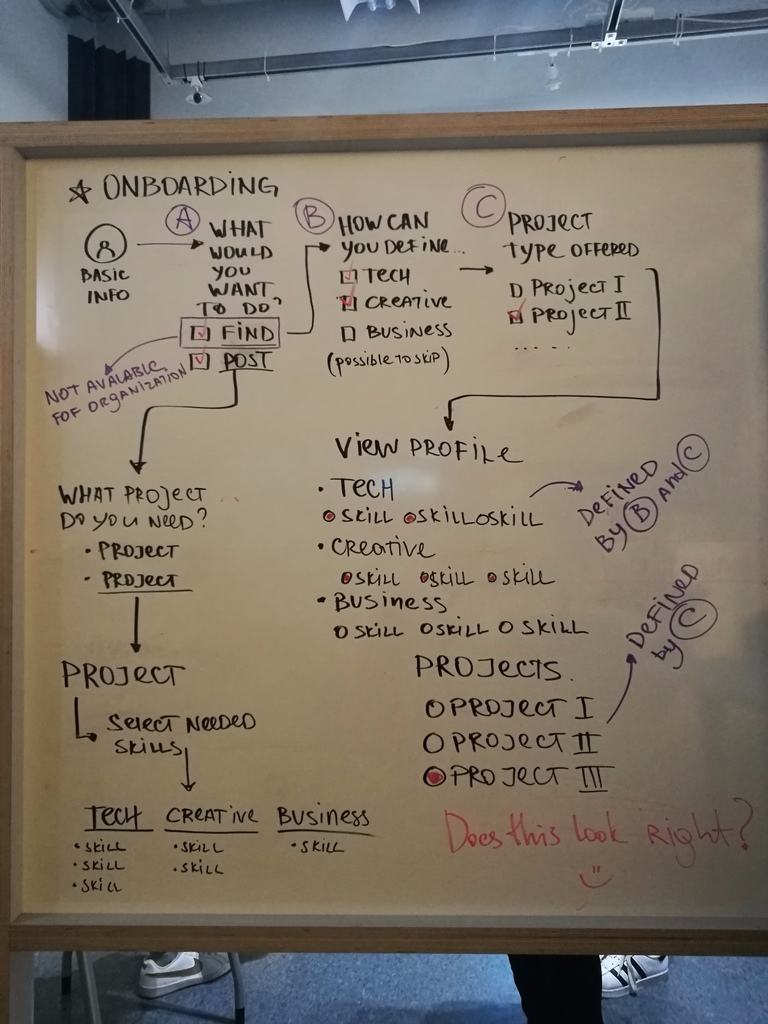 ☆ ONBOARDING
BASIC
INFO
A
WHAT
WOULD
YOU
WANT
TO DO?
FIND
POST
NOT AVALABLE
FOF ORGANIZATION
B
HOW CAN
YOU DEFINE...
TECH
CREATIVE
BUSINESS
(POSSIBLE TO SKIP)
C
PROJECT
TYPE OFFERED
PROJECT I
PROJECT II
.....
WHAT PROJECT
DO YOU NEED?
• PROJECT
• PROJECT
PROJECT
SELECT NEEDED
SKILLS
TECH
• SKILL
• SKILL
• SKILL
CREATIVE
• SKILL
• SKILL
BUSINESS
• SKILL
VIEW PROFILE
• TECH
SKILL SKILL SKILL
• CREATIVE
SKILL SKILL SKILL
• BUSINESS
SKILL SKILL SKILL
DEFINED
By B and C
PROJECTS.
PROJECT I
PROJECT II
PROJECT III
DEFINED
by C
Does this look Right?